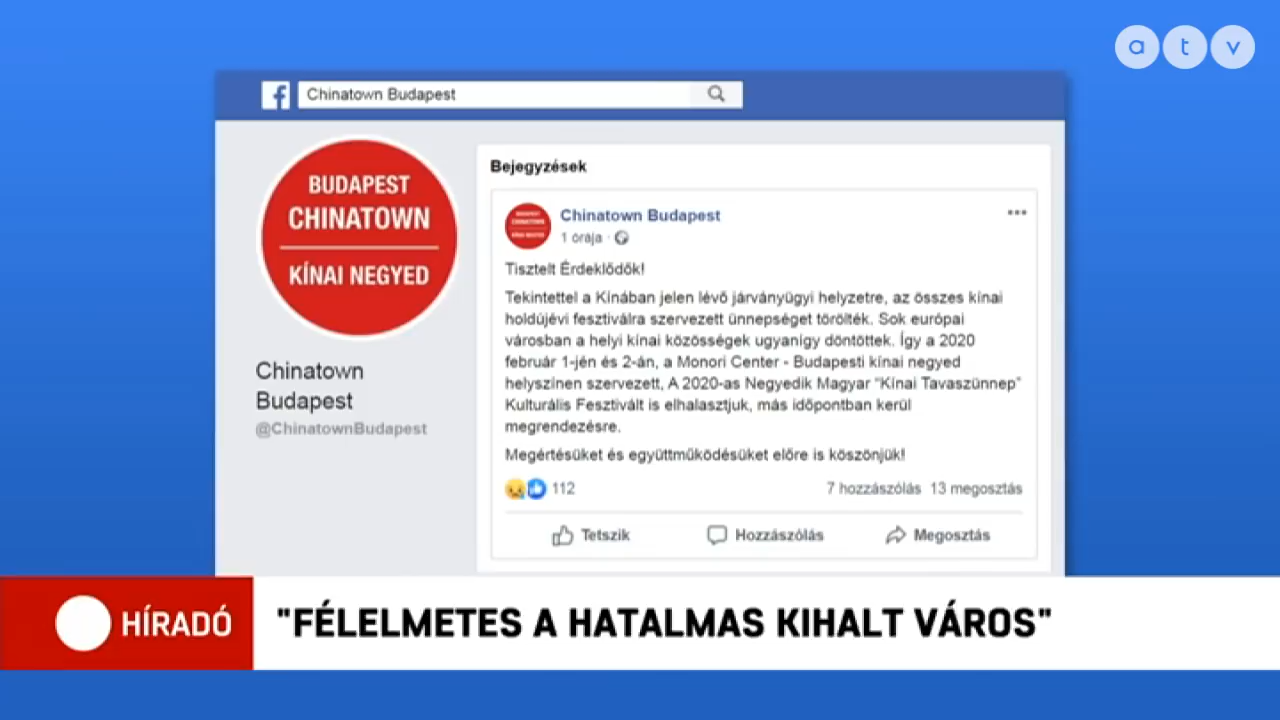 a t v
Chinatown Budapest
BUDAPEST
CHINATOWN
KÍNAI NEGYED
Chinatown
Budapest
@ChinatownBudapest
Bejegyzések
BUDAPEST
CHINATOWN
KÍNAI NEGYED
Chinatown Budapest
1 órája ·
Tisztelt Érdeklődők!
Tekintettel a Kínában jelen lévő járványügyi helyzetre, az összes kínai
holdújévi fesztiválra szervezett ünnepséget törölték. Sok európai
városban a helyi kínai közösségek ugyanígy döntöttek. Így a 2020
február 1-jén és 2-án, a Monori Center - Budapesti kínai negyed
helyszínen szervezett, A 2020-as Negyedik Magyar “Kínai Tavaszünnep”
Kulturális Fesztivált is elhalasztjuk, más időpontban kerül
megrendezésre.
Megértésüket és együttműködésüket előre is köszönjük!
112
7 hozzászólás 13 megosztás
Tetszik Hozzászólás Megosztás
HÍRADÓ
"FÉLELMETES A HATALMAS KIHALT VÁROS"